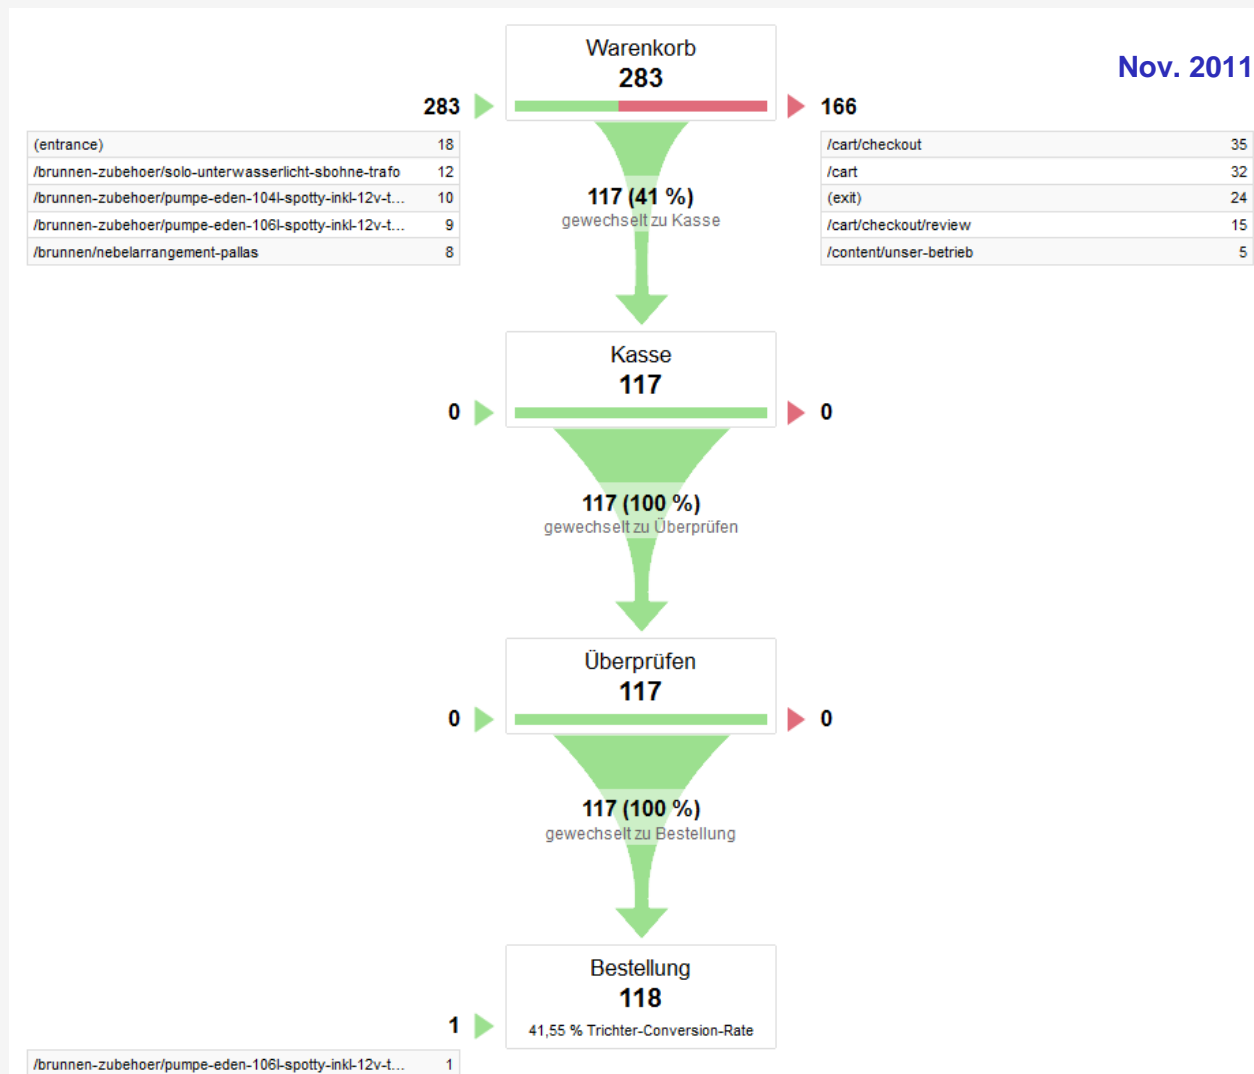 Warenkorb
283
Nov. 2011
283
166
(entrance) 18
/brunnen-zubehoer/solo-unterwasserlicht-sbohne-trafo 12
/brunnen-zubehoer/pumpe-eden-104l-spotty-inkl-12v-t... 10
/brunnen-zubehoer/pumpe-eden-106l-spotty-inkl-12v-t... 9
/brunnen/nebelarrangement-pallas 8
/cart/checkout 35
/cart 32
(exit) 24
/cart/checkout/review 15
/content/unser-betrieb 5
117 (41 %)
gewechselt zu Kasse
Kasse
117
0
0
117 (100 %)
gewechselt zu Überprüfen
Überprüfen
117
0
0
117 (100 %)
gewechselt zu Bestellung
Bestellung
118
41,55 % Trichter-Conversion-Rate
1
/brunnen-zubehoer/pumpe-eden-106l-spotty-inkl-12v-t... 1